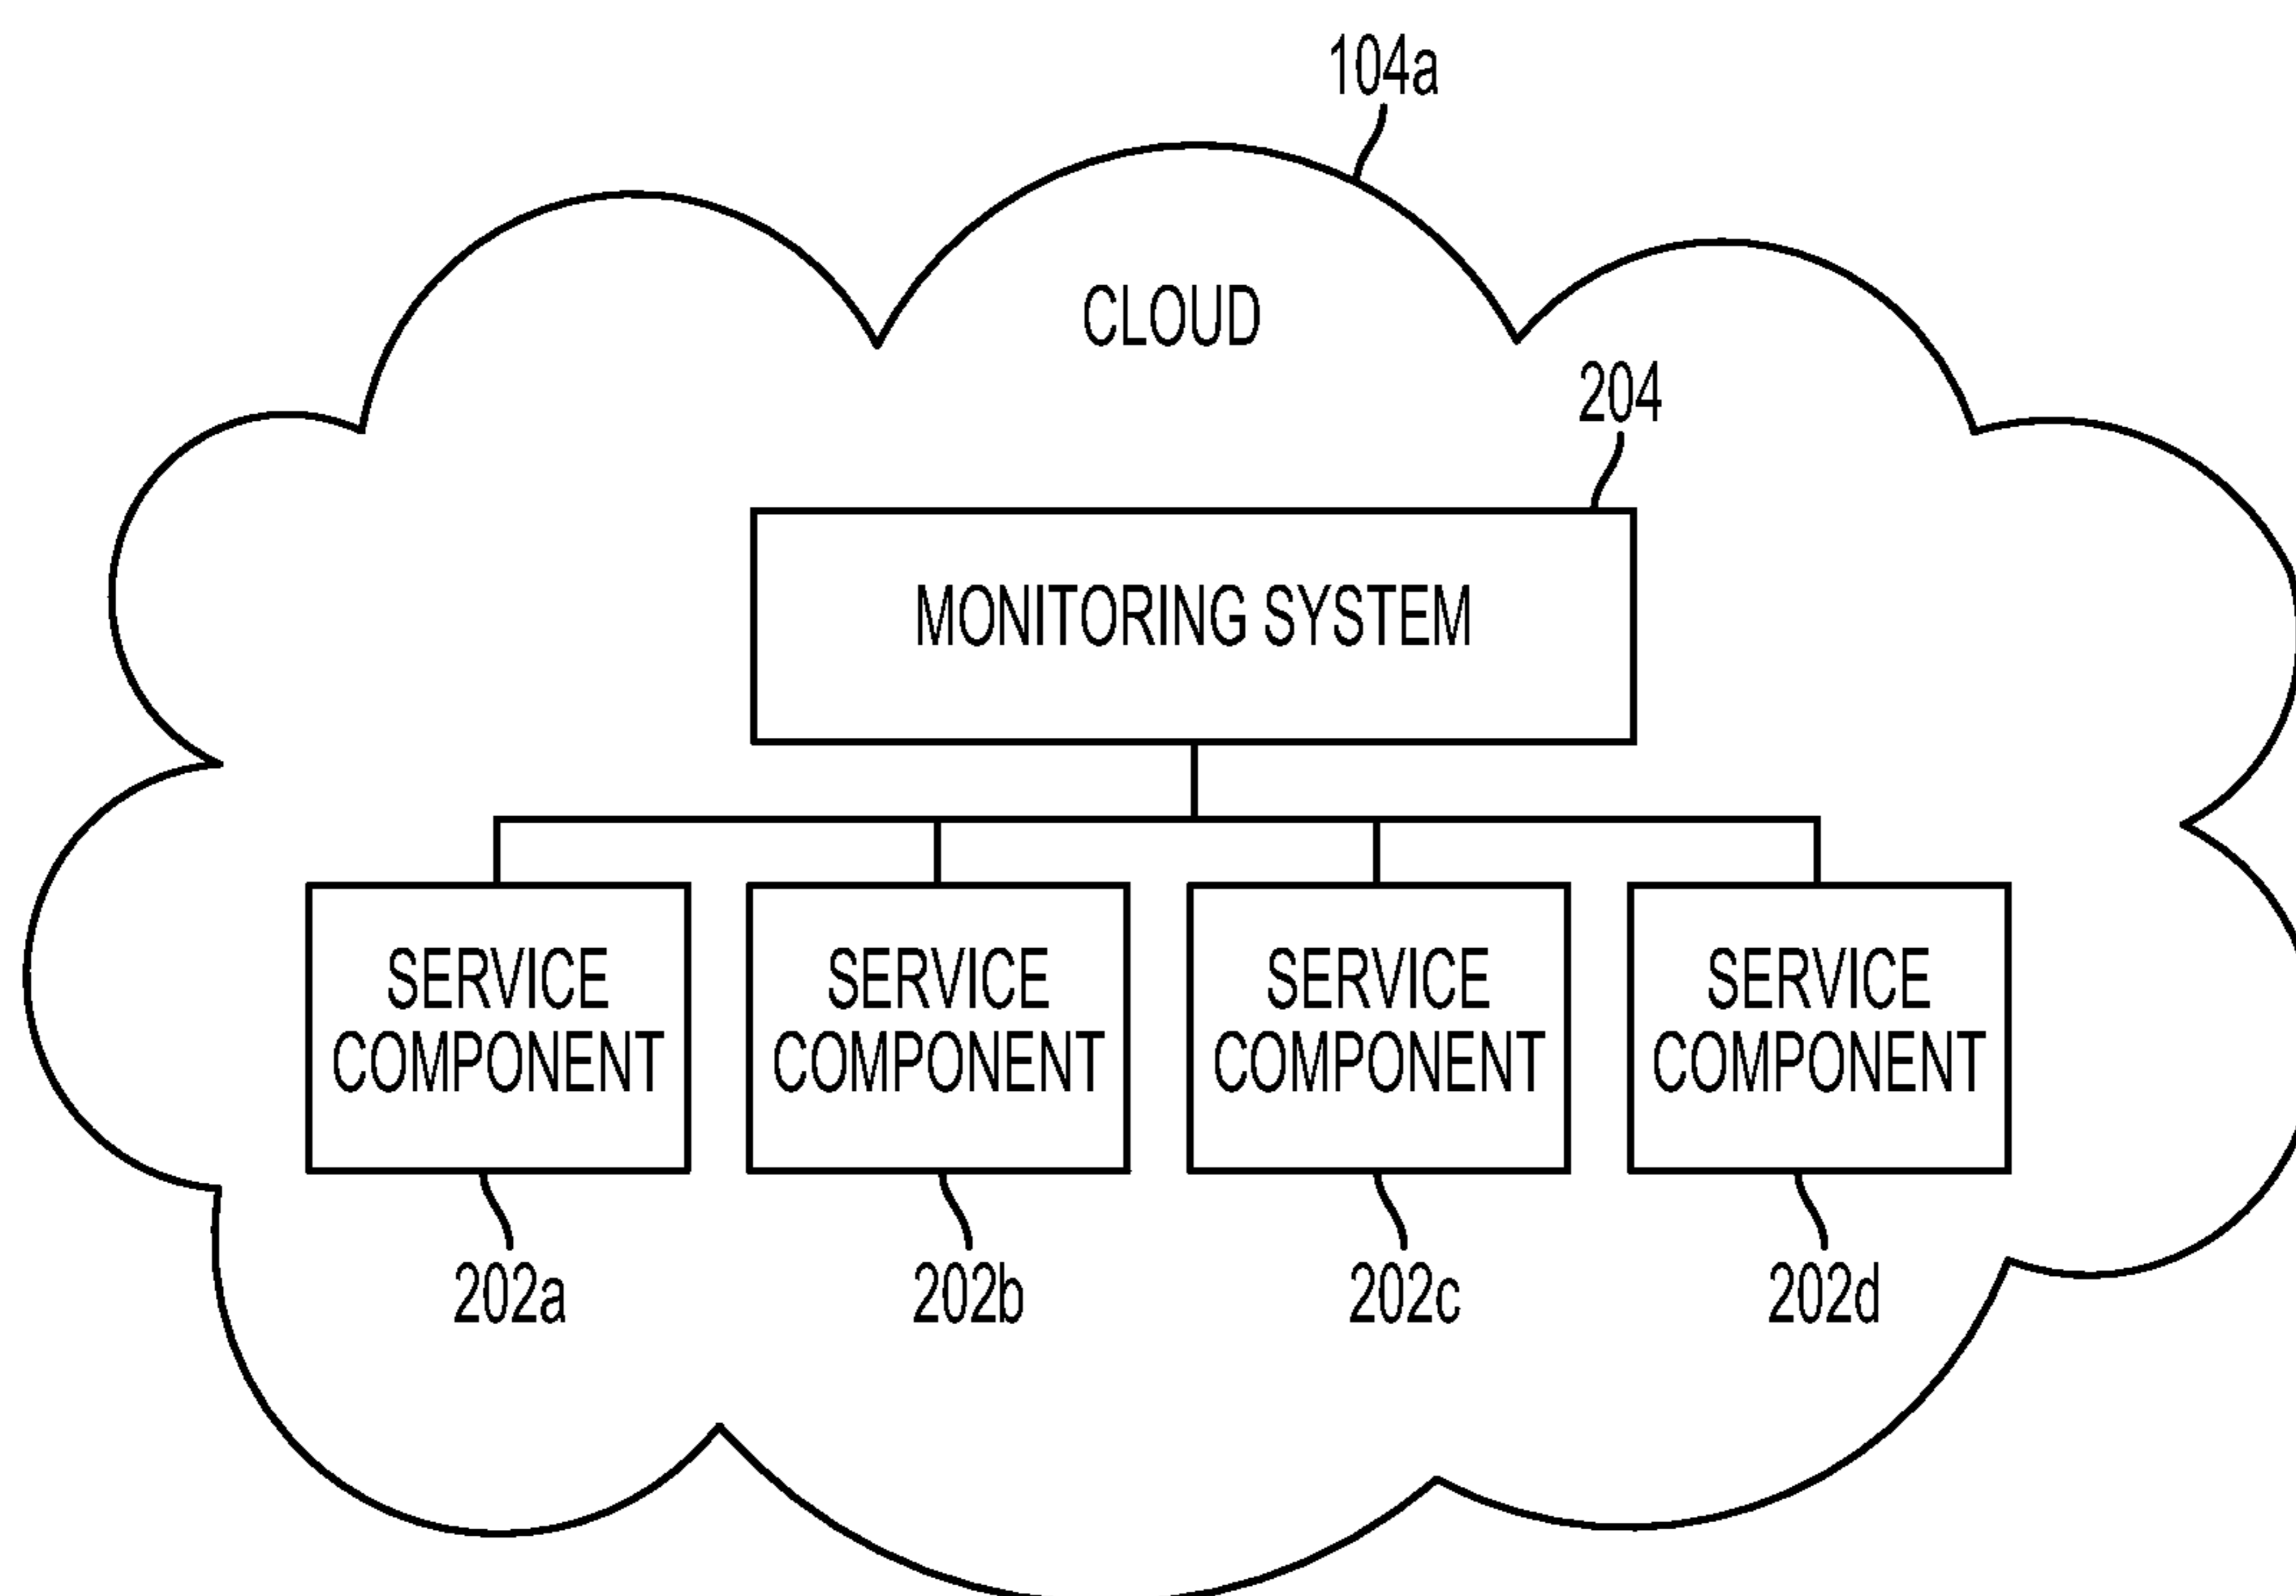 104a
CLOUD
204
MONITORING SYSTEM
SERVICE
COMPONENT
SERVICE
COMPONENT
SERVICE
COMPONENT
SERVICE
COMPONENT
202a
202b
202c
202d